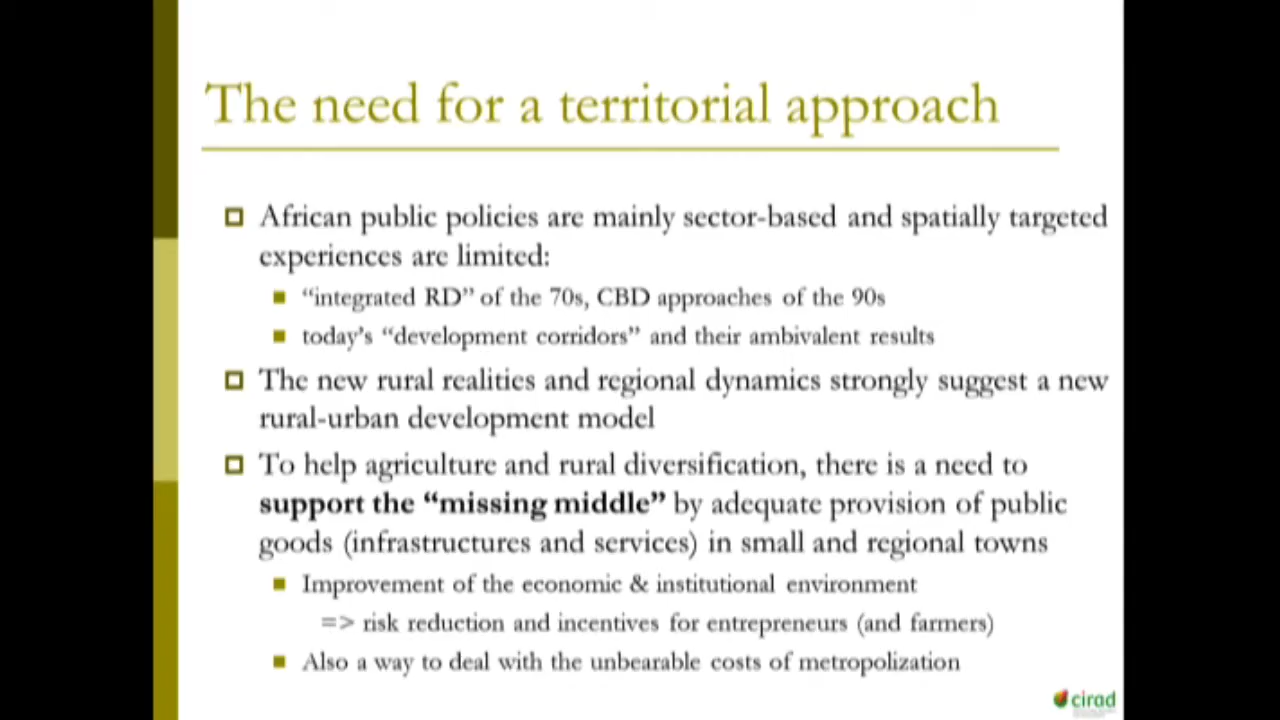 The need for a territorial approach
African public policies are mainly sector-based and spatially targeted
experiences are limited:
“integrated RD” of the 70s, CBD approaches of the 90s
today’s “development corridors” and their ambivalent results
The new rural realities and regional dynamics strongly suggest a new
rural-urban development model
To help agriculture and rural diversification, there is a need to
support the “missing middle” by adequate provision of public
goods (infrastructures and services) in small and regional towns
Improvement of the economic & institutional environment
=> risk reduction and incentives for entrepreneurs (and farmers)
Also a way to deal with the unbearable costs of metropolization
cirad